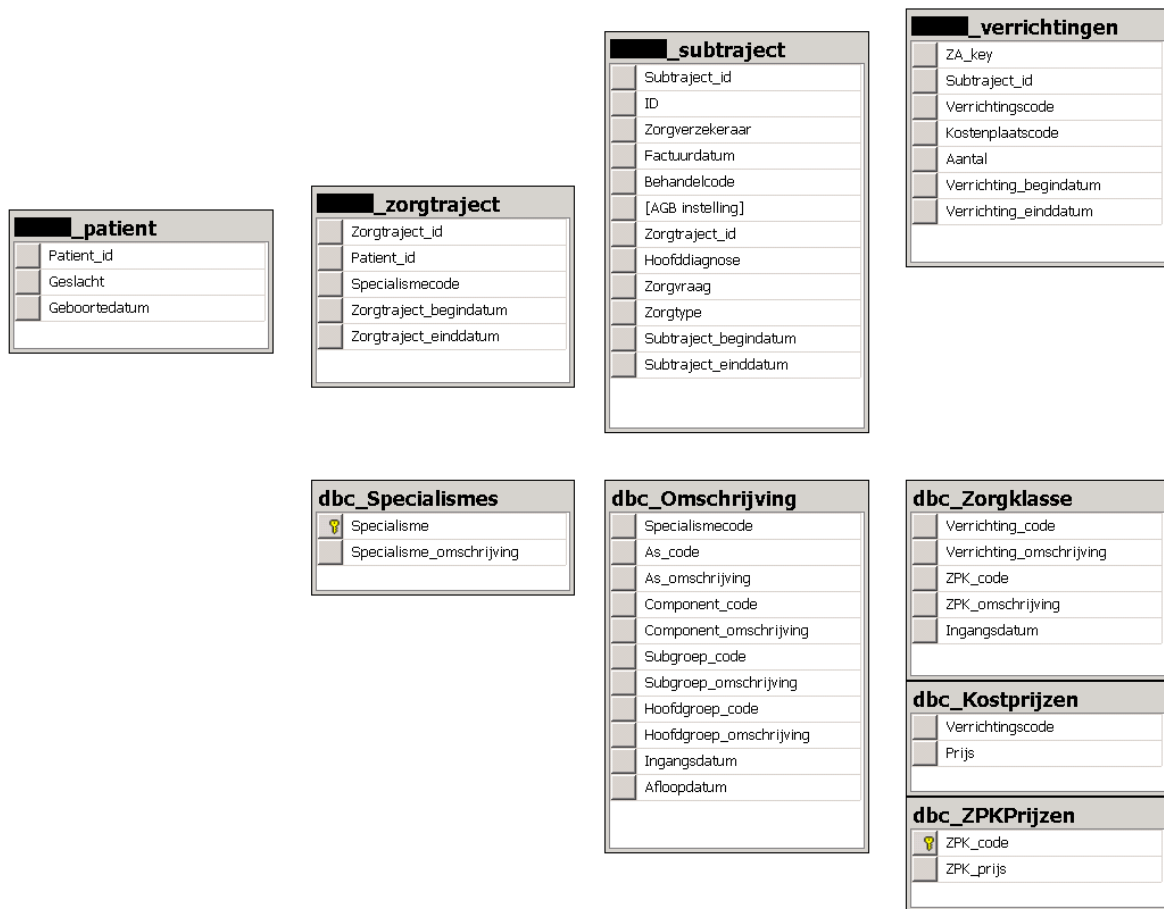 _patient
Patient_id
Geslacht
Geboortedatum
_zorgtraject
Zorgtraject_id
Patient_id
Specialismecode
Zorgtraject_begindatum
Zorgtraject_einddatum
_subtraject
Subtraject_id
ID
Zorgverzekeraar
Factuurdatum
Behandelcode
[AGB instelling]
Zorgtraject_id
Hoofddiagnose
Zorgvraag
Zorgtype
Subtraject_begindatum
Subtraject_einddatum
_verrichtingen
ZA_key
Subtraject_id
Verrichtingscode
Kostenplaatscode
Aantal
Verrichting_begindatum
Verrichting_einddatum
dbc_Specialismes
Specialisme
Specialisme_omschrijving
dbc_Omschrijving
Specialismecode
As_code
As_omschrijving
Component_code
Component_omschrijving
Subgroep_code
Subgroep_omschrijving
Hoofdgroep_code
Hoofdgroep_omschrijving
Ingangsdatum
Afloopdatum
dbc_Zorgklasse
Verrichting_code
Verrichting_omschrijving
ZPK_code
ZPK_omschrijving
Ingangsdatum
dbc_Kostprijzen
Verrichtingscode
Prijs
dbc_ZPKPrijzen
ZPK_code
ZPK_prijs